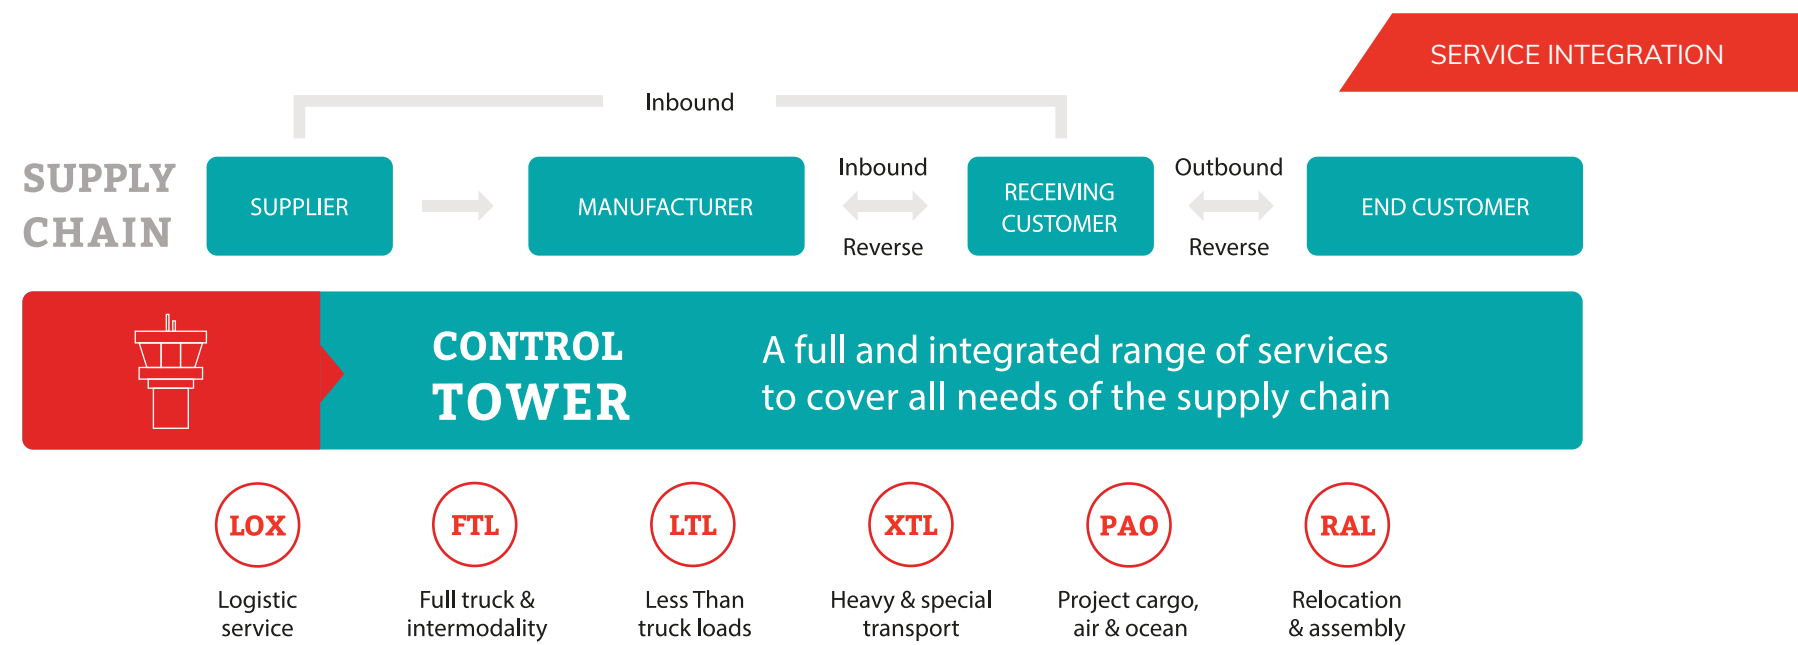 SERVICE INTEGRATION
Inbound
SUPPLY
CHAIN
SUPPLIER
MANUFACTURER
Inbound
Reverse
RECEIVING
CUSTOMER
Outbound
Reverse
END CUSTOMER
CONTROL
TOWER
A full and integrated range of services
to cover all needs of the supply chain
LOX
Logistic
service
FTL
Full truck &
intermodality
LTL
Less Than
truck loads
XTL
Heavy & special
transport
PAO
Project cargo,
air & ocean
RAL
Relocation
& assembly